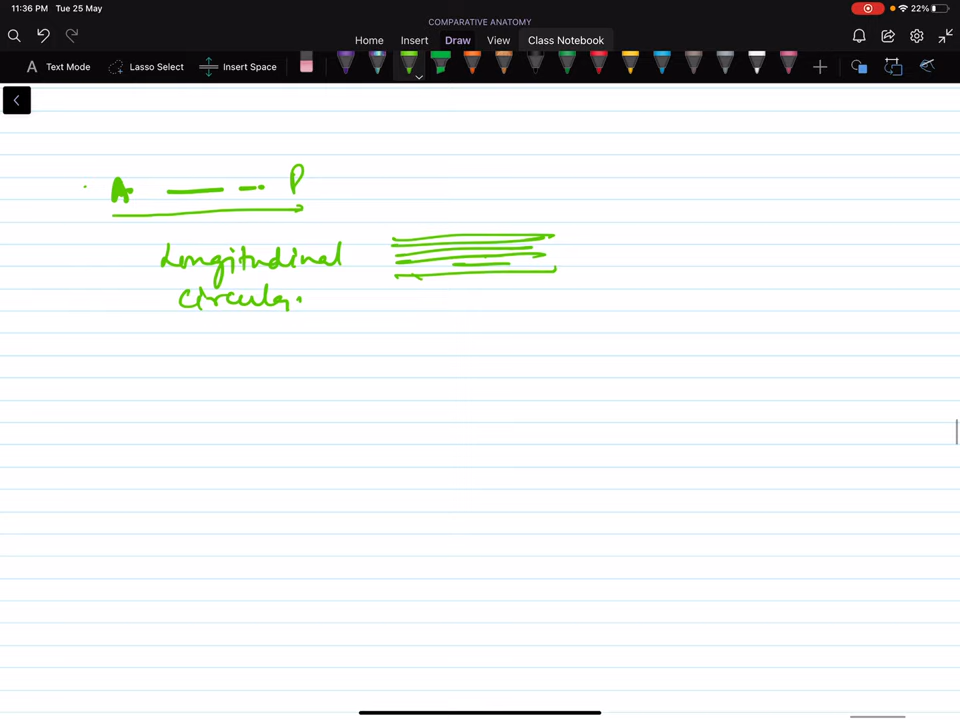 11:36 PM Tue 25 May
22%
COMPARATIVE ANATOMY
Home Insert Draw View Class Notebook
A Text Mode Lasso Select Insert Space
A P
Longitudinal
circular